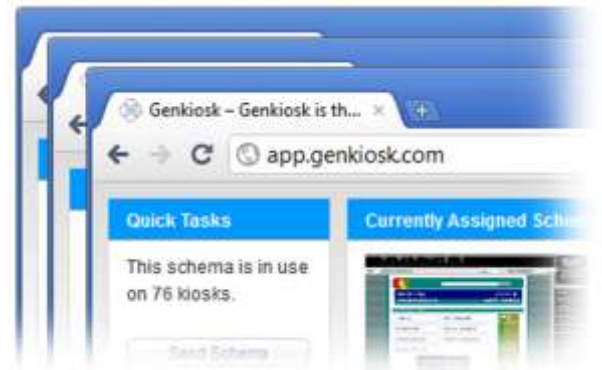 Genkiosk – Genkiosk is th...
app.genkiosk.com
Quick Tasks
This schema is in use
on 76 kiosks.
Send Schema
Currently Assigned